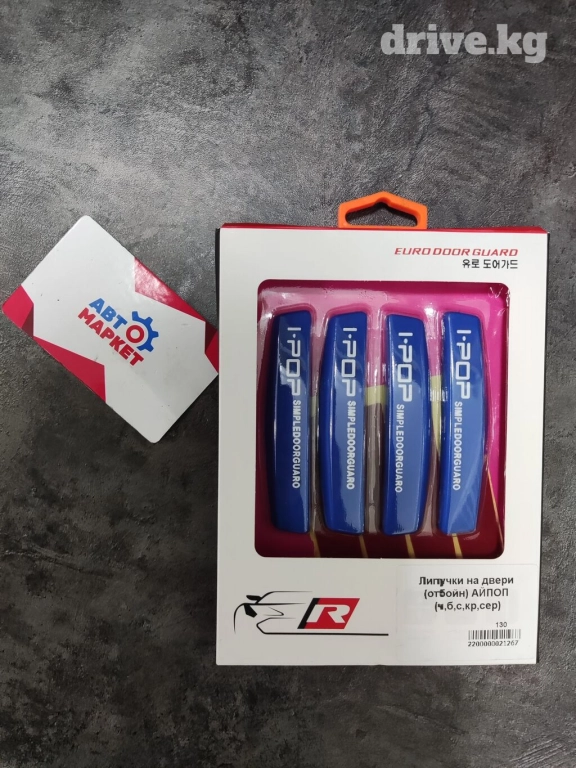 drive.kg
EURO DOOR GUARD
유로 도어가드
АВТО
МАРКЕТ
I-POP
SIMPLEDOORGUARD
I-POP
SIMPLEDOORGUARD
I-POP
SIMPLEDOORGUARD
I-POP
SIMPLEDOORGUARD
R
Липучки на двери
(отбойн) АЙПОП
(ч,б,с,кр,сер)
130
2200000021267